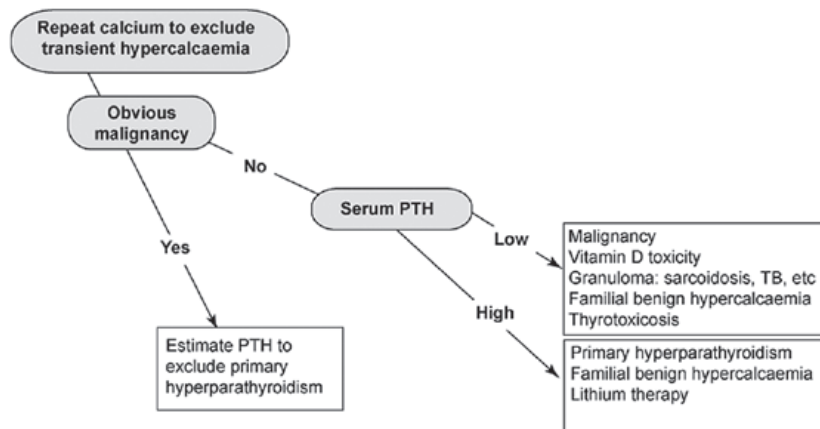 Repeat calcium to exclude
transient hypercalcaemia
Obvious
malignancy
No
Serum PTH
Yes
Low
Malignancy
Vitamin D toxicity
Granuloma: sarcoidosis, TB, etc
Familial benign hypercalcaemia
Thyrotoxicosis
High
Estimate PTH to
exclude primary
hyperparathyroidism
Primary hyperparathyroidism
Familial benign hypercalcaemia
Lithium therapy